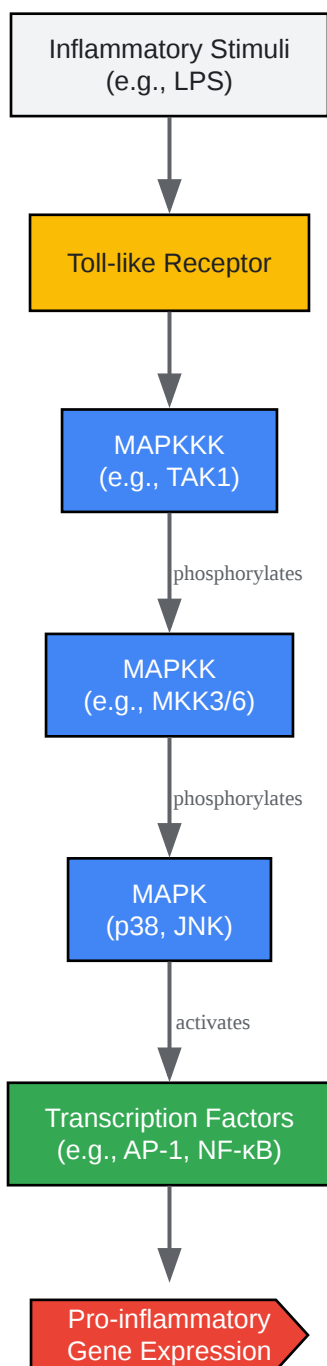 Inflammatory Stimuli
(e.g., LPS)
Toll-like Receptor
MAPKKK
(e.g., TAK1)
phosphorylates
MAPKK
(e.g., MKK3/6)
phosphorylates
MAPK
(p38, JNK)
activates
Transcription Factors
(e.g., AP-1, NF-κB)
Pro-inflammatory
Gene Expression